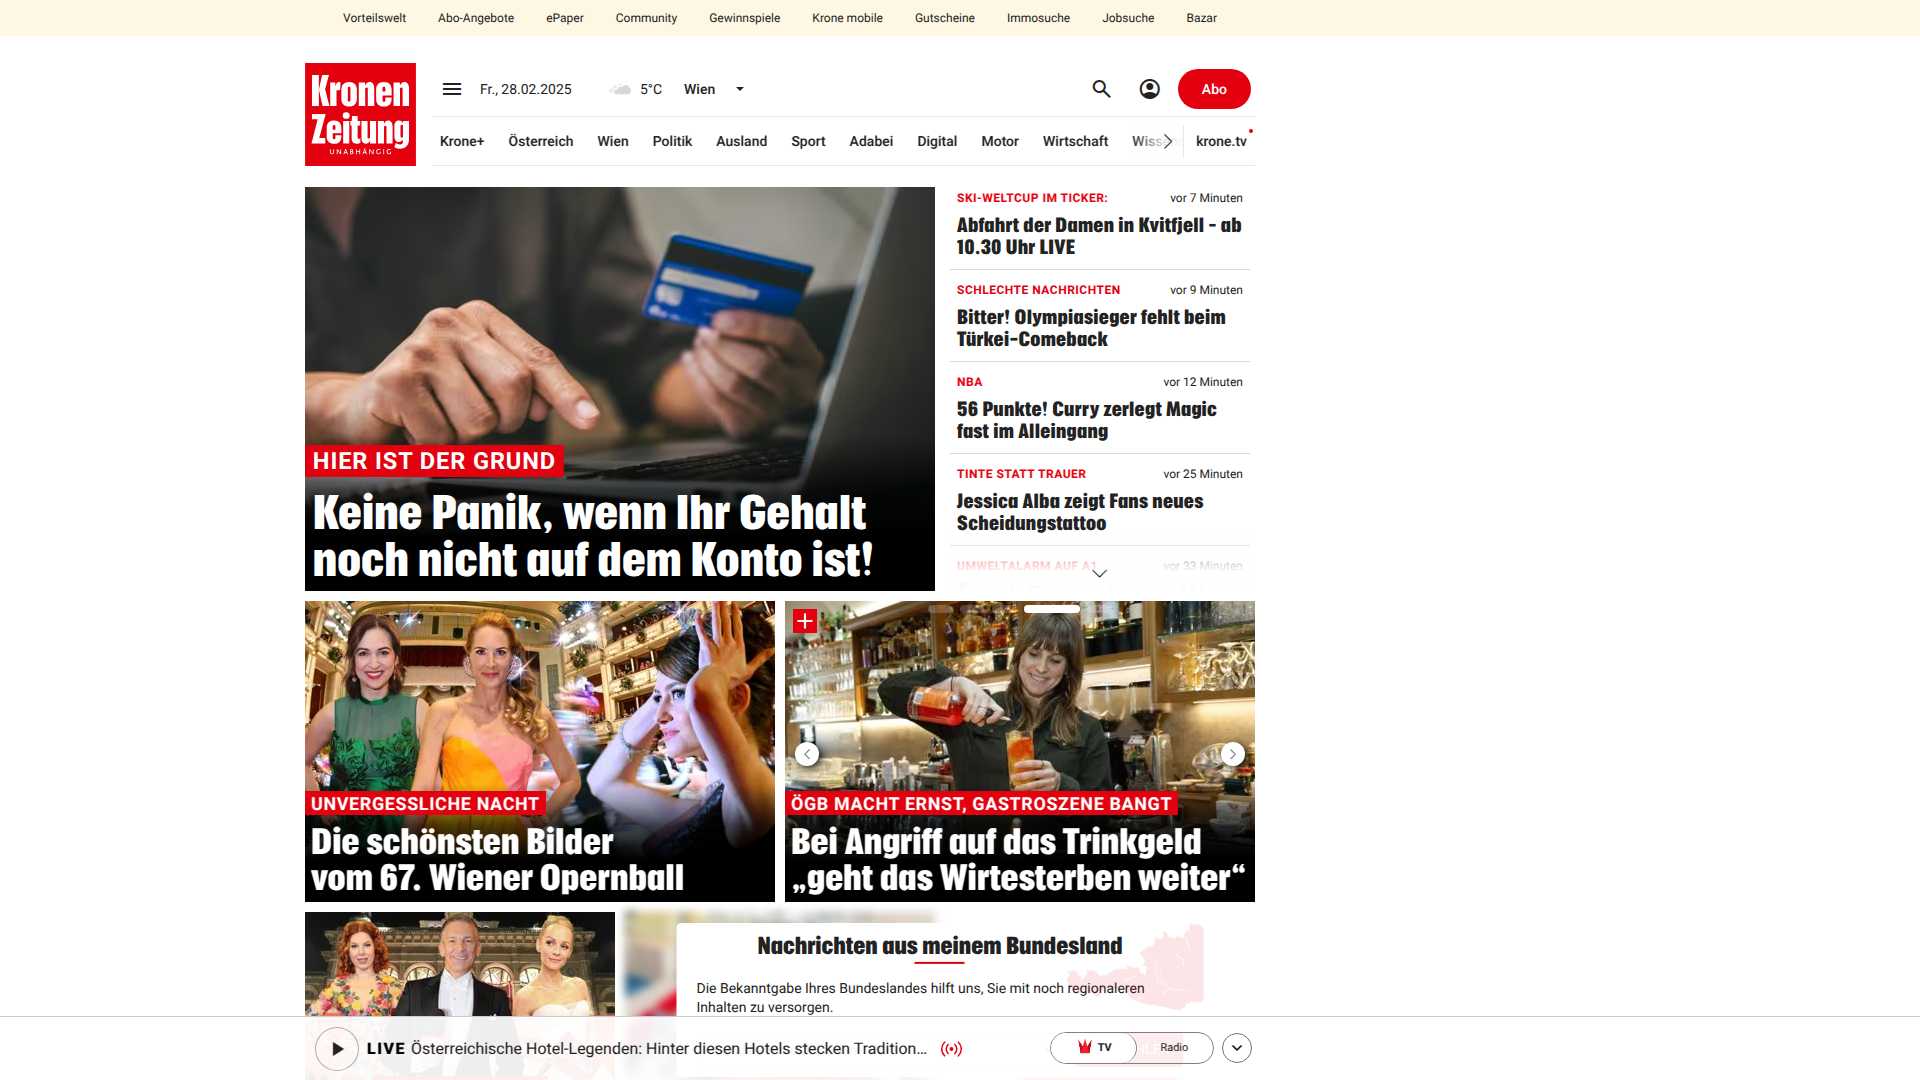 Vorteilswelt Abo-Angebote ePaper Community Gewinnspiele Krone mobile Gutscheine Immosuche Jobsuche Bazar
Kronen
Zeitung
UNABHÄNGIG
Fr., 28.02.2025 5°C Wien
Abo
Krone+ Österreich Wien Politik Ausland Sport Adabei Digital Motor Wirtschaft krone.tv
HIER IST DER GRUND
Keine Panik, wenn Ihr Gehalt
noch nicht auf dem Konto ist!
SKI-WELTCUP IM TICKER: vor 7 Minuten
Abfahrt der Damen in Kvitfjell - ab
10.30 Uhr LIVE
SCHLECHTE NACHRICHTEN vor 9 Minuten
Bitter! Olympiasieger fehlt beim
Türkei-Comeback
NBA vor 12 Minuten
56 Punkte! Curry zerlegt Magic
fast im Alleingang
TINTE STATT TRAUER vor 25 Minuten
Jessica Alba zeigt Fans neues
Scheidungstattoo
UMWELTALARM AUF A1 vor 33 Minuten
UNVERGESSLICHE NACHT
Die schönsten Bilder
vom 67. Wiener Opernball
ÖGB MACHT ERNST, GASTROSZENE BANGT
Bei Angriff auf das Trinkgeld
„geht das Wirtesterben weiter“
Nachrichten aus meinem Bundesland
Die Bekanntgabe Ihres Bundeslandes hilft uns, Sie mit noch regionaleren
Inhalten zu versorgen.
LIVE Österreichische Hotel-Legenden: Hinter diesen Hotels stecken Tradition...
TV Radio